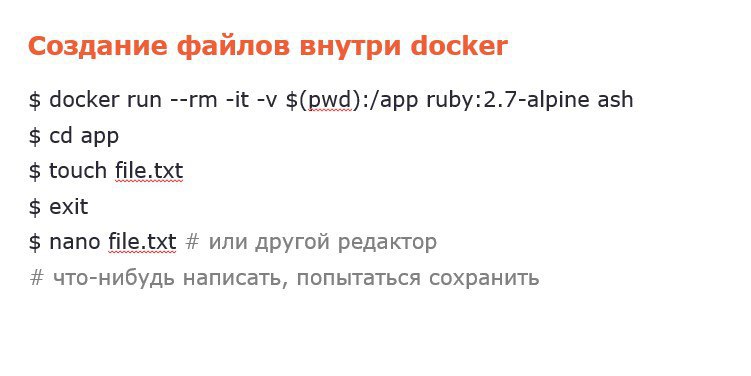 Создание файлов внутри docker
$ docker run --rm -it -v $(pwd):/app ruby:2.7-alpine ash
$ cd app
$ touch file.txt
$ exit
$ nano file.txt # или другой редактор
# что-нибудь написать, попытаться сохранить